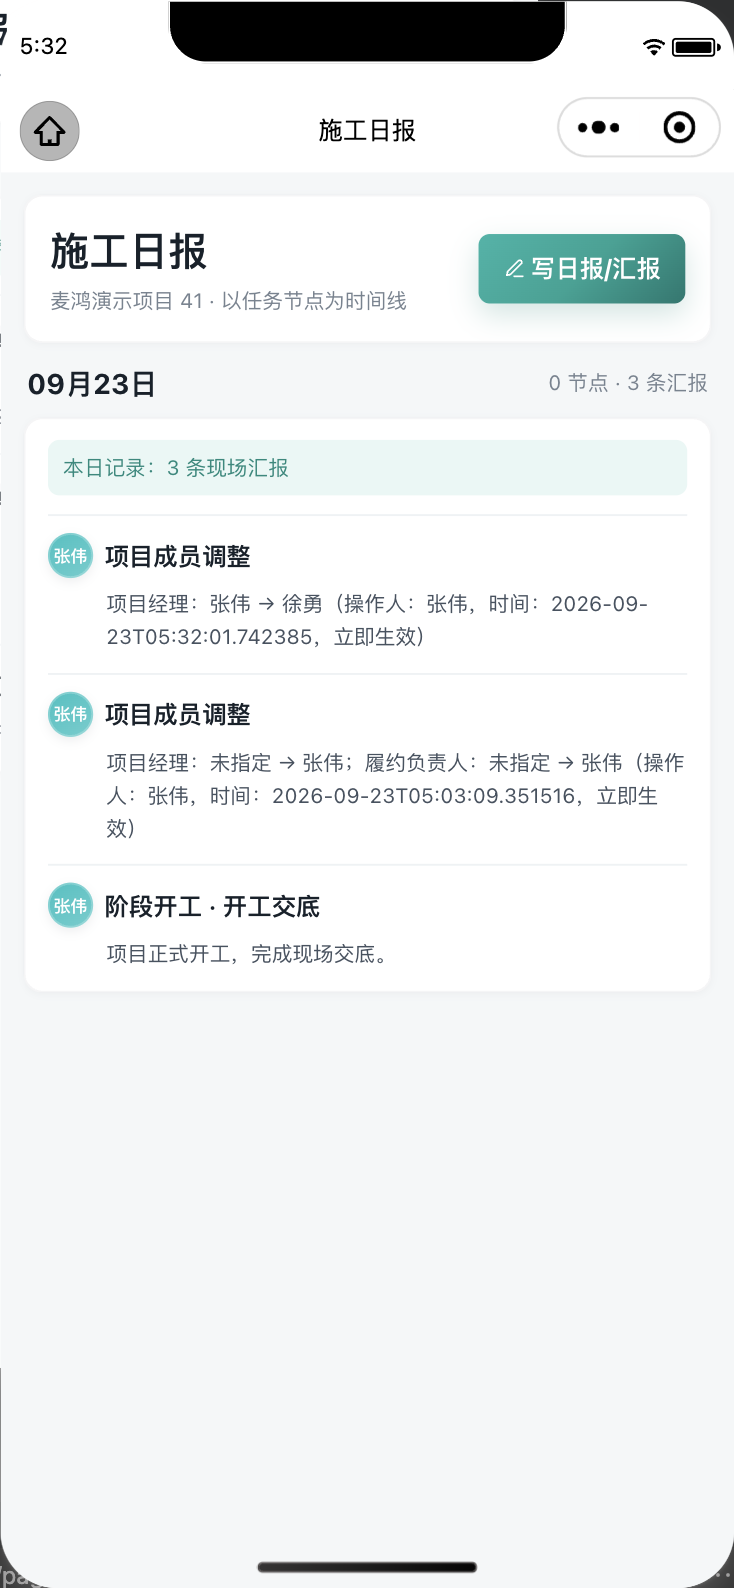 5:32
施工日报
施工日报
麦鸿演示项目 41 · 以任务节点为时间线
写日报/汇报
09月23日
0 节点 · 3 条汇报
本日记录：3 条现场汇报
张伟
项目成员调整
项目经理：张伟 → 徐勇（操作人：张伟，时间：2026-09-
23T05:32:01.742385，立即生效）
张伟
项目成员调整
项目经理：未指定 → 张伟；履约负责人：未指定 → 张伟（操作
人：张伟，时间：2026-09-23T05:03:09.351516，立即生
效）
张伟
阶段开工 · 开工交底
项目正式开工，完成现场交底。